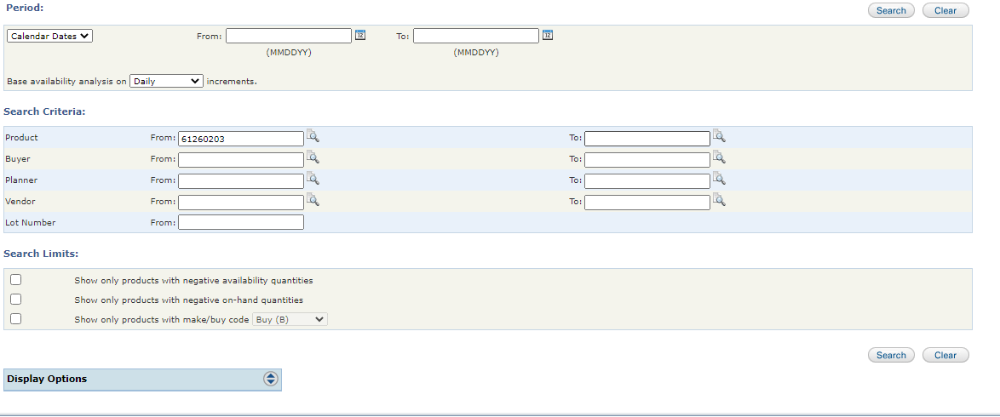 Period:
Search Clear
Calendar Dates From: 12 To: 12
(MMDDYY) (MMDDYY)
Base availability analysis on Daily increments.
Search Criteria:
Product From: 61260203 To:
Buyer From: To:
Planner From: To:
Vendor From: To:
Lot Number From:
Search Limits:
Show only products with negative availability quantities
Show only products with negative on-hand quantities
Show only products with make/buy code Buy (B)
Search Clear
Display Options